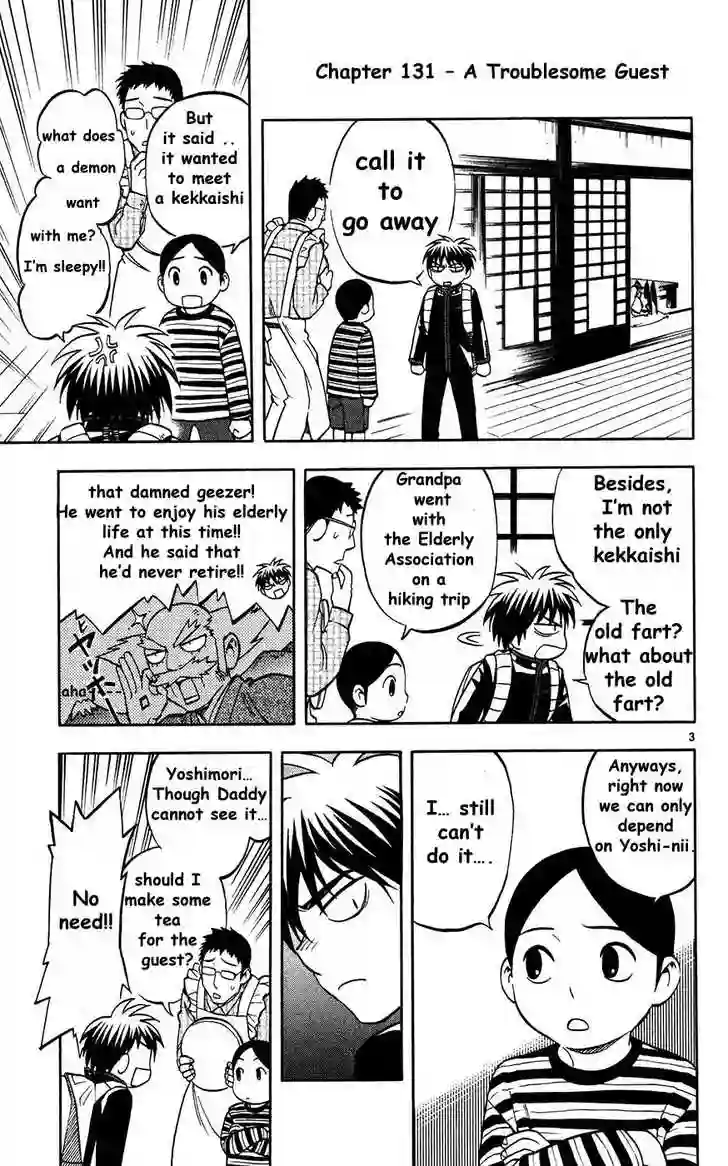 Chapter 131 – A Troublesome Guest
call it
to
go away
But
it said ..
it wanted
to meet
a kekkaishi
what does
a demon
want
with me?
I'm sleepy!!
Besides,
I'm not
the only
kekkaishi
The
old fart?
what about
the old
fart?
Grandpa
went
with
the Elderly
Association
on a
hiking trip
that damned geezer!
He went to enjoy his elderly
life at this time!!
And he said that
he'd never retire!!
ヤッホー
aha
3
Anyways,
right now
we can only
depend
on Yoshi-nii.
I... still
can't
do it....
Yoshimori...
Though Daddy
cannot see it...
should I
make some
tea
for the
guest?
No
need!!